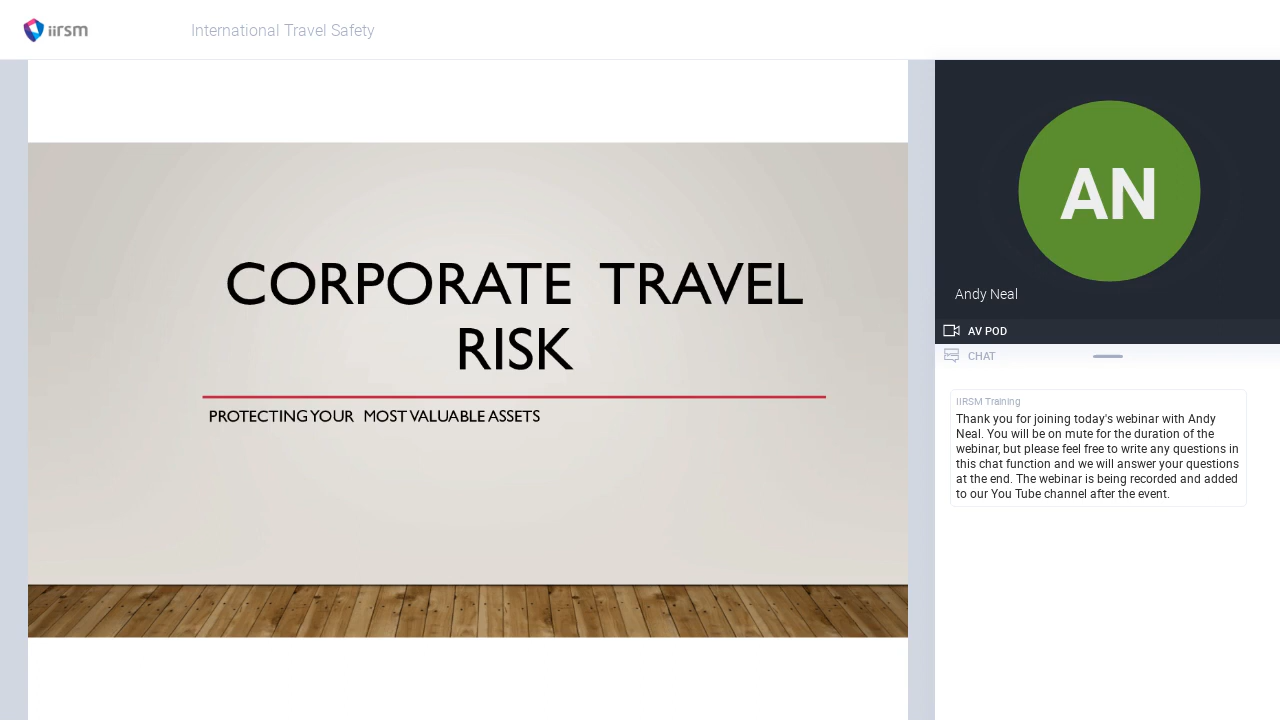 iirsm
International Travel Safety
CORPORATE TRAVEL
RISK
PROTECTING YOUR MOST VALUABLE ASSETS
AN
Andy Neal
AV POD
CHAT
IIRSM Training
Thank you for joining today's webinar with Andy
Neal. You will be on mute for the duration of the
webinar, but please feel free to write any questions in
this chat function and we will answer your questions
at the end. The webinar is being recorded and added
to our You Tube channel after the event.